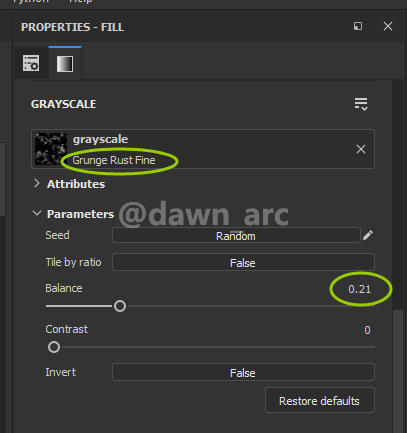 Python Help
PROPERTIES - FILL
GRAYSCALE
grayscale
Grunge Rust Fine
Attributes
Parameters
@dawn_arc
Seed Random
Tile by ratio False
Balance 0.21
Contrast 0
Invert False
Restore defaults